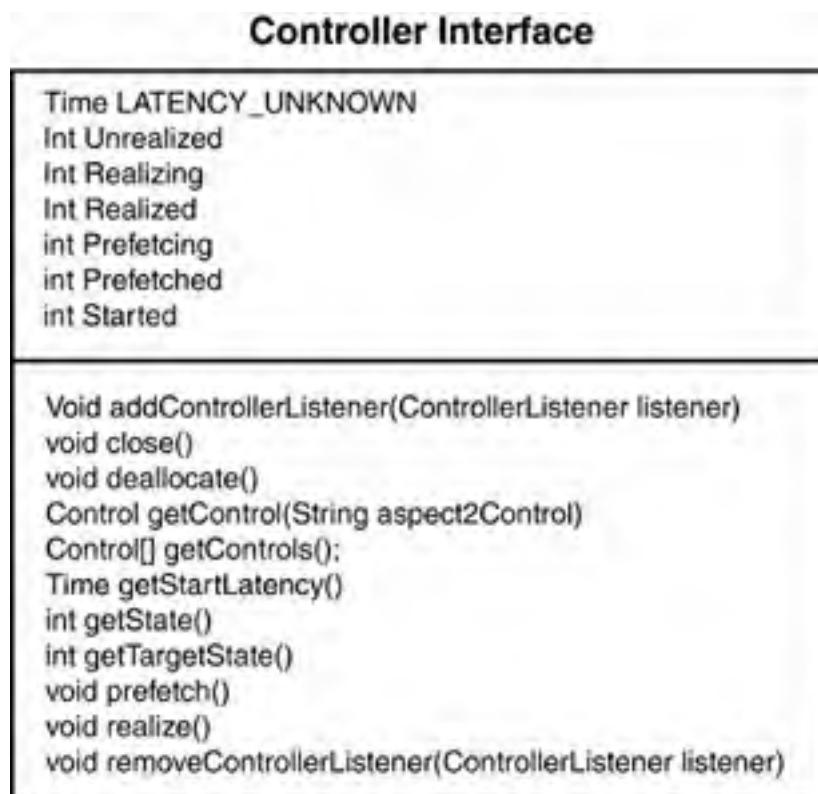 Controller Interface
Time LATENCY_UNKNOWN
Int Unrealized
Int Realizing
Int Realized
int Prefetcing
int Prefetched
int Started
Void addControllerListener(ControllerListener listener)
void close()
void deallocate()
Control getControl(String aspect2Control)
Control[] getControls();
Time getStartLatency()
int getState()
int getTargetState()
void prefetch()
void realize()
void removeControllerListener(ControllerListener listener)